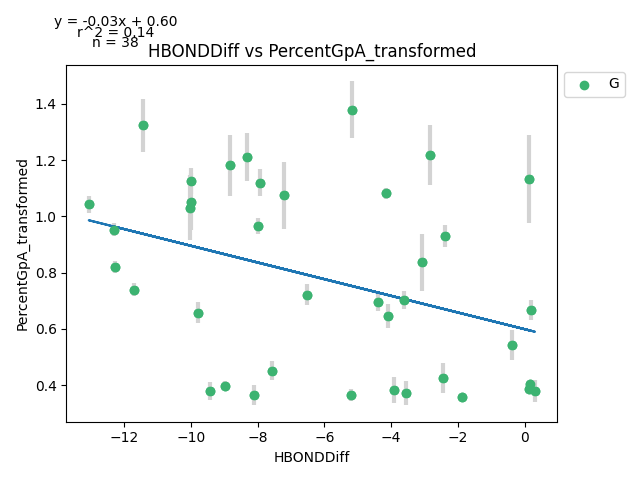 y = -0.03x + 0.60
r^2 = 0.14
n = 38
HBONDDiff vs PercentGpA_transformed
G
1.4
1.2
1.0
0.8
0.6
0.4
PercentGpA_transformed
−12
−10
−8
−6
−4
−2
0
HBONDDiff